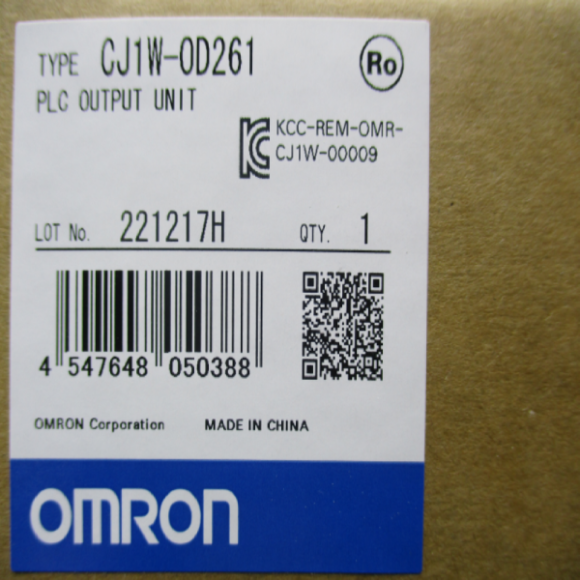 TYPE CJ1W-OD261
Ro
PLC OUTPUT UNIT
KC
KCC-REM-OMR-
CJ1W-00009
LOT No. 221217H QTY. 1
4 547648 050388
OMRON Corporation MADE IN CHINA
OMRON